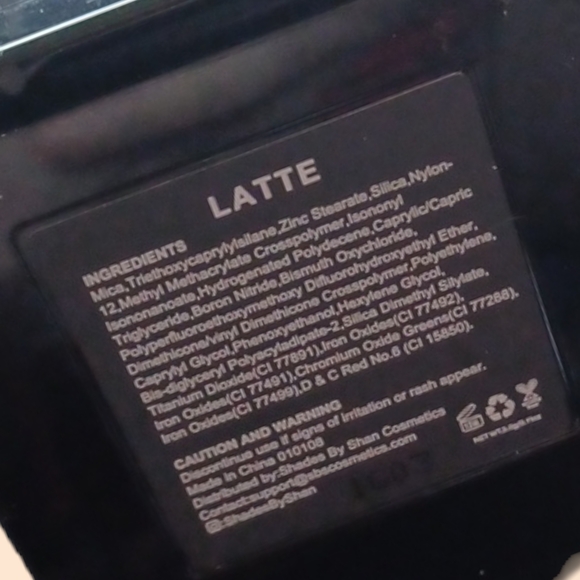 LATTE
INGREDIENTS
Mica,Triethoxycaprylylsilane,Zinc Stearate,Silica,Nylon-
12,Methyl Methacrylate Crosspolymer,Isononyl
Isononanoate,Hydrogenated Polydecene,Caprylic/Capric
Triglyceride,Boron Nitride,Bismuth Oxychloride,
Polyperfluoroethoxymethoxy Difluorohydroxyethyl Ether,
Dimethicone/Vinyl Dimethicone Crosspolymer,Polyethylene,
Caprylyl Glycol,Phenoxyethanol,Hexylene Glycol,
Bis-diglyceryl Polyacyladipate-2,Silica Dimethyl Silylate,
Titanium Dioxide(CI 77891),Iron Oxides(CI 77492),
Iron Oxides(CI 77491),Chromium Oxide Greens(CI 77288),
Iron Oxides(CI 77499),D & C Red No.6 (CI 15850).
CAUTION AND WARNING
Discontinue use if signs of irritation or rash appear.
Made in China 010108
Distributed by:Shades By Shan Cosmetics
Contact:support@sbscosmetics.com
:ShadesByShan
NET WT